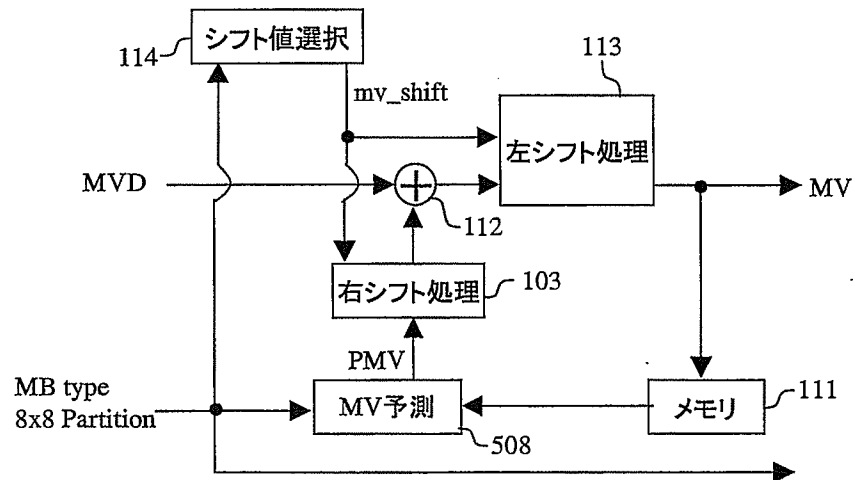 シフト値選択
114
113
mv_shift
左シフト処理
MVD
MV
112
右シフト処理
103
PMV
MB type
8x8 Partition
MV予測
508
メモリ
111